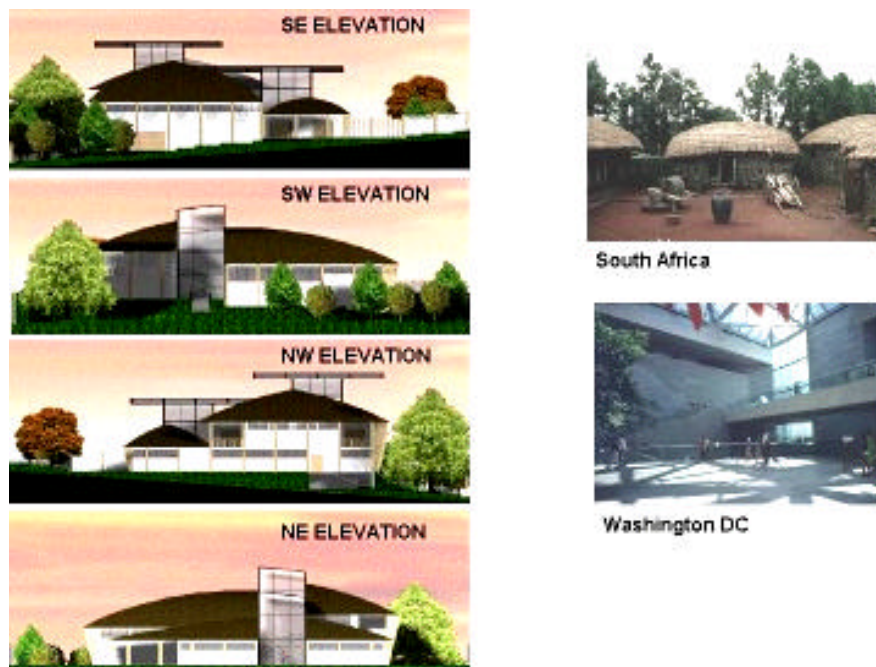 SE ELEVATION
SW ELEVATION
NW ELEVATION
NE ELEVATION
South Africa
Washington DC